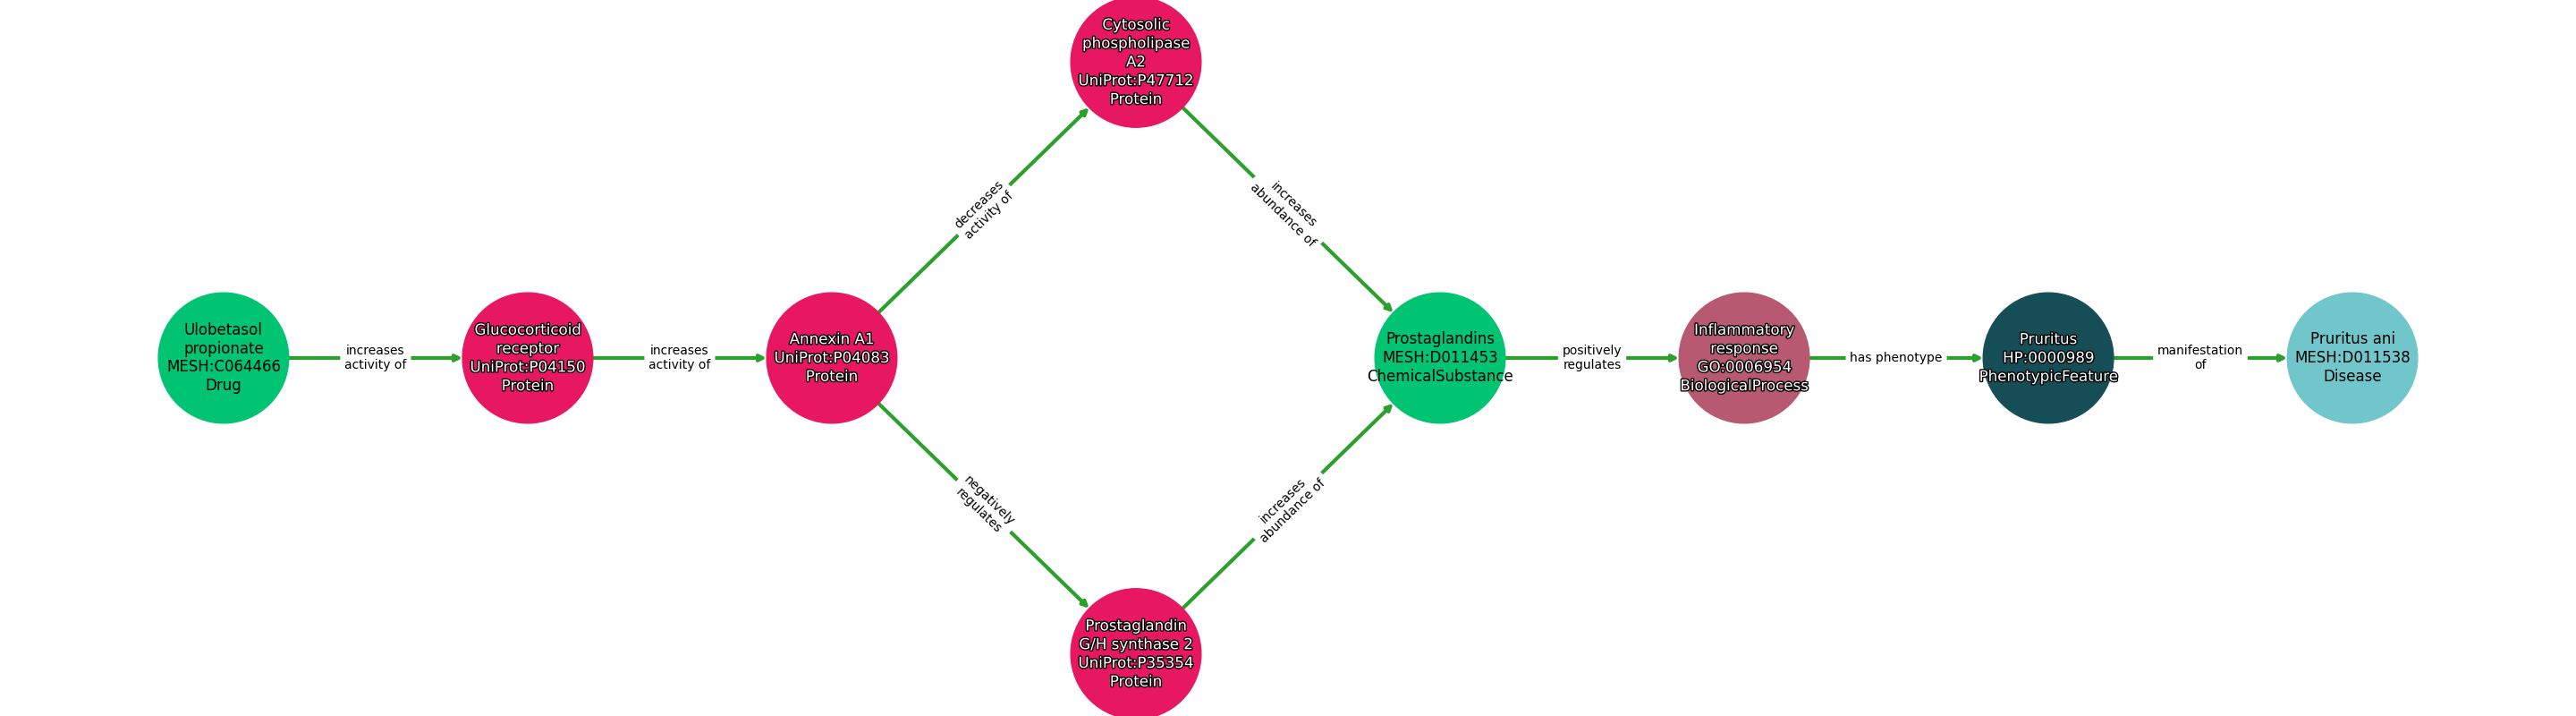 Cytosolic
phospholipase
A2
UniProt:P47712
Protein
decreases
activity of
increases
abundance of
Ulobetasol
propionate
MESH:C064466
Drug
increases
activity of
Glucocorticoid
receptor
UniProt:P04150
Protein
increases
activity of
Annexin A1
UniProt:P04083
Protein
Prostaglandins
MESH:D011453
ChemicalSubstance
positively
regulates
Inflammatory
response
GO:0006954
BiologicalProcess
has phenotype
Pruritus
HP:0000989
PhenotypicFeature
manifestation
of
Pruritus ani
MESH:D011538
Disease
negatively
regulates
increases
abundance of
Prostaglandin
G/H synthase 2
UniProt:P35354
Protein